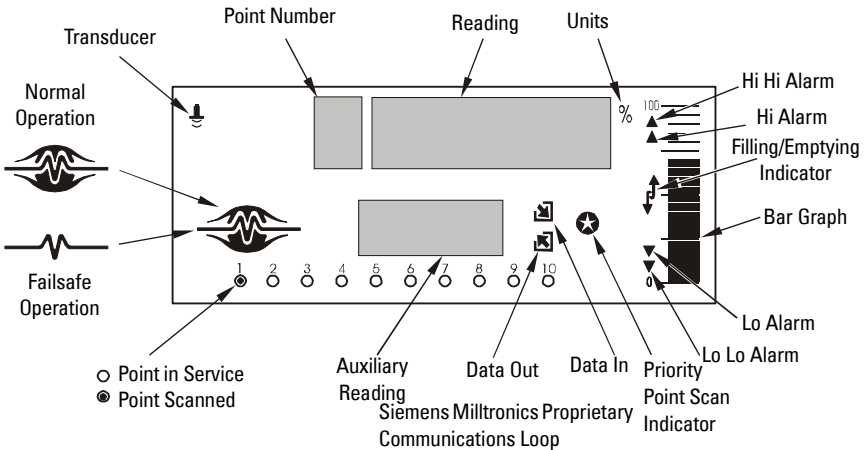 Point Number
Reading
Units
Transducer
Normal
Operation
%
100
Hi Hi Alarm
Hi Alarm
Filling/Emptying
Indicator
Bar Graph
1 2 3 4 5 6 7 8 9 10
0
Failsafe
Operation
Lo Alarm
Lo Lo Alarm
Point in Service
Point Scanned
Auxiliary
Reading
Data Out
Data In
Priority
Point Scan
Indicator
Siemens Milltronics Proprietary
Communications Loop